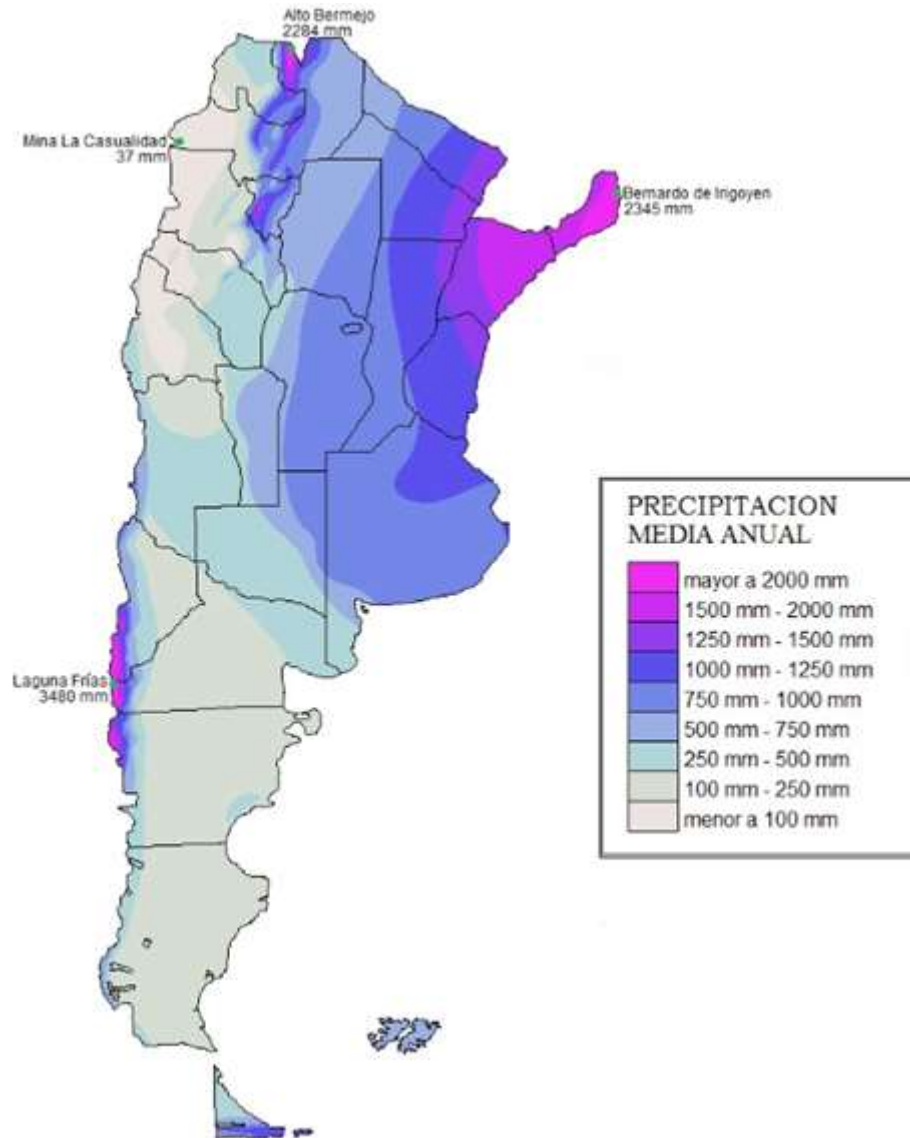 Alto Bermejo
2284 mm
Mina La Casualidad
37 mm
Bernardo de Irigoyen
2345 mm
Laguna Frías
3480 mm
PRECIPITACION
MEDIA ANUAL
mayor a 2000 mm
1500 mm - 2000 mm
1250 mm - 1500 mm
1000 mm - 1250 mm
750 mm - 1000 mm
500 mm - 750 mm
250 mm - 500 mm
100 mm - 250 mm
menor a 100 mm